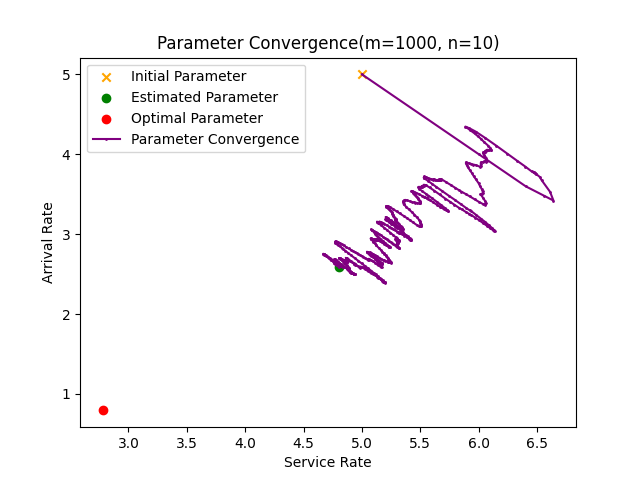 Parameter Convergence(m=1000, n=10)
Initial Parameter
Estimated Parameter
Optimal Parameter
Parameter Convergence
5
4
3
2
1
Arrival Rate
3.0 3.5 4.0 4.5 5.0 5.5 6.0 6.5
Service Rate